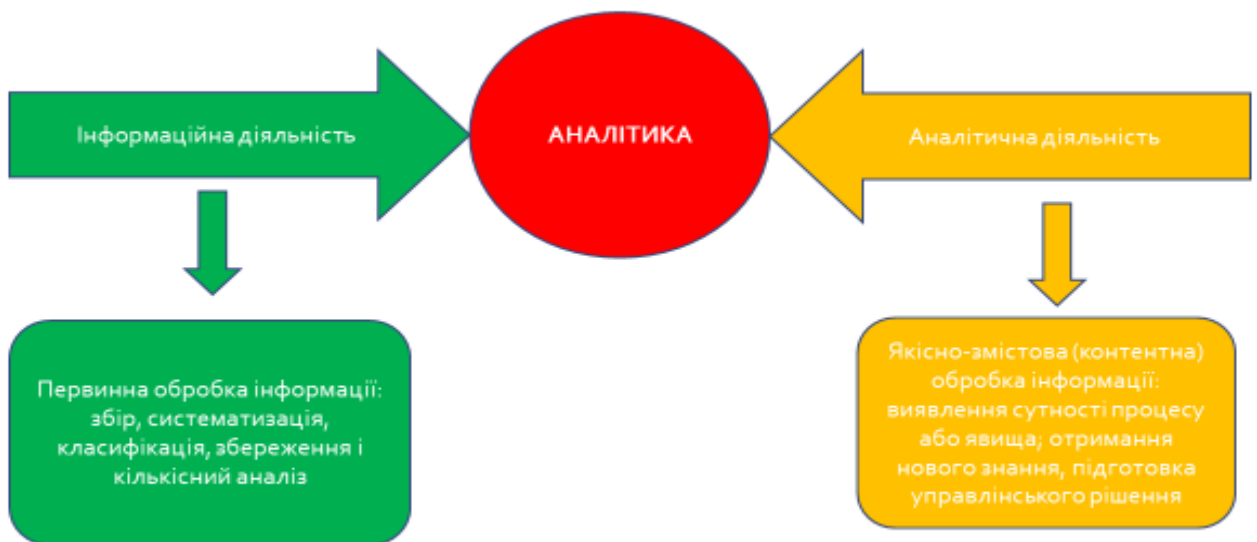 Інформаційна діяльність
АНАЛІТИКА
Аналітична діяльність
Первинна обробка інформації:
збір, систематизація,
класифікація, збереження і
кількісний аналіз
Якісно-змістова (контентна)
обробка інформації:
виявлення сутності процесу
або явища; отримання
нового знання, підготовка
управлінського рішення